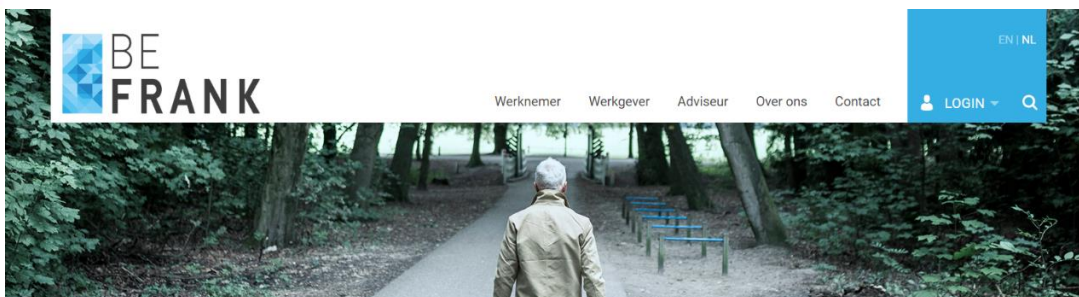 BE
FRANK
EN | NL
Werknemer Werkgever Adviseur Over ons Contact LOGIN